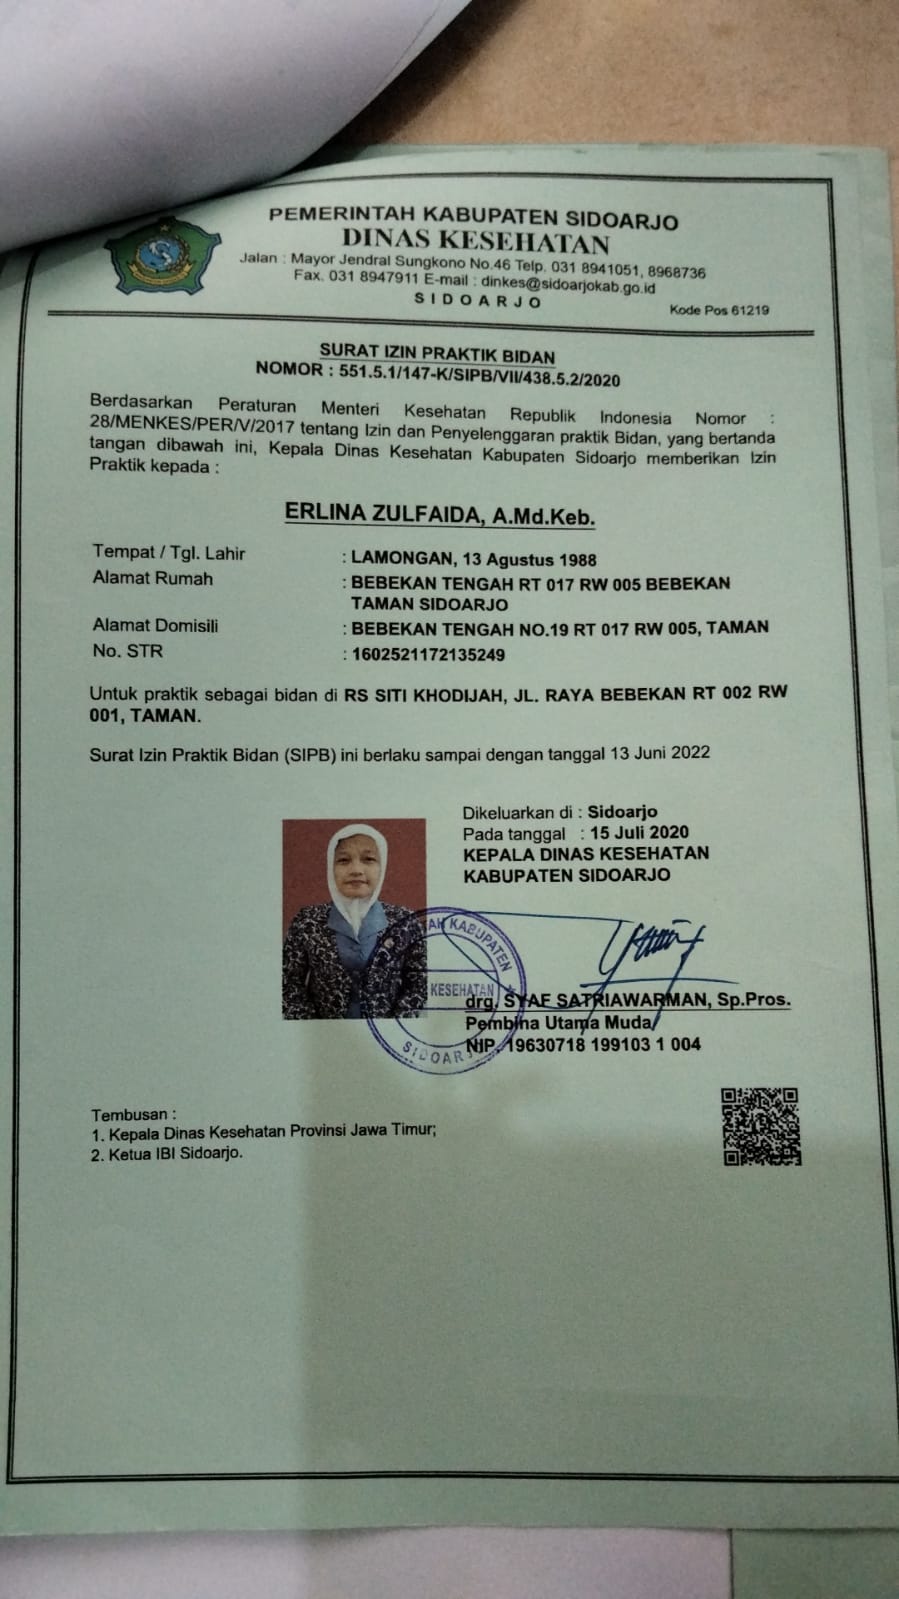 PEMERINTAH KABUPATEN SIDOARJO
DINAS KESEHATAN
Jalan : Mayor Jendral Sungkono No.46 Telp. 031 8941051, 8968736
Fax. 031 8947911 E-mail : dinkes@sidoarjokab.go.id
SIDOARJO
Kode Pos 61219
SURAT IZIN PRAKTIK BIDAN
NOMOR : 551.5.1/147-K/SIPB/VII/438.5.2/2020
Berdasarkan Peraturan Menteri Kesehatan Republik Indonesia Nomor :
28/MENKES/PER/V/2017 tentang Izin dan Penyelenggaran praktik Bidan, yang bertanda
tangan dibawah ini, Kepala Dinas Kesehatan Kabupaten Sidoarjo memberikan Izin
Praktik kepada :
ERLINA ZULFAIDA, A.Md.Keb.
Tempat / Tgl. Lahir : LAMONGAN, 13 Agustus 1988
Alamat Rumah : BEBEKAN TENGAH RT 017 RW 005 BEBEKAN
TAMAN SIDOARJO
Alamat Domisili : BEBEKAN TENGAH NO.19 RT 017 RW 005, TAMAN
No. STR : 1602521172135249
Untuk praktik sebagai bidan di RS SITI KHODIJAH, JL. RAYA BEBEKAN RT 002 RW
001, TAMAN.
Surat Izin Praktik Bidan (SIPB) ini berlaku sampai dengan tanggal 13 Juni 2022
Dikeluarkan di : Sidoarjo
Pada tanggal : 15 Juli 2020
KEPALA DINAS KESEHATAN
KABUPATEN SIDOARJO
KABUPATEN
KESEHATAN
SIDOARJO
drg. SYAF SATRIAWARMAN, Sp.Pros.
Pembina Utama Muda
NIP. 19630718 199103 1 004
Tembusan :
1. Kepala Dinas Kesehatan Provinsi Jawa Timur;
2. Ketua IBI Sidoarjo.